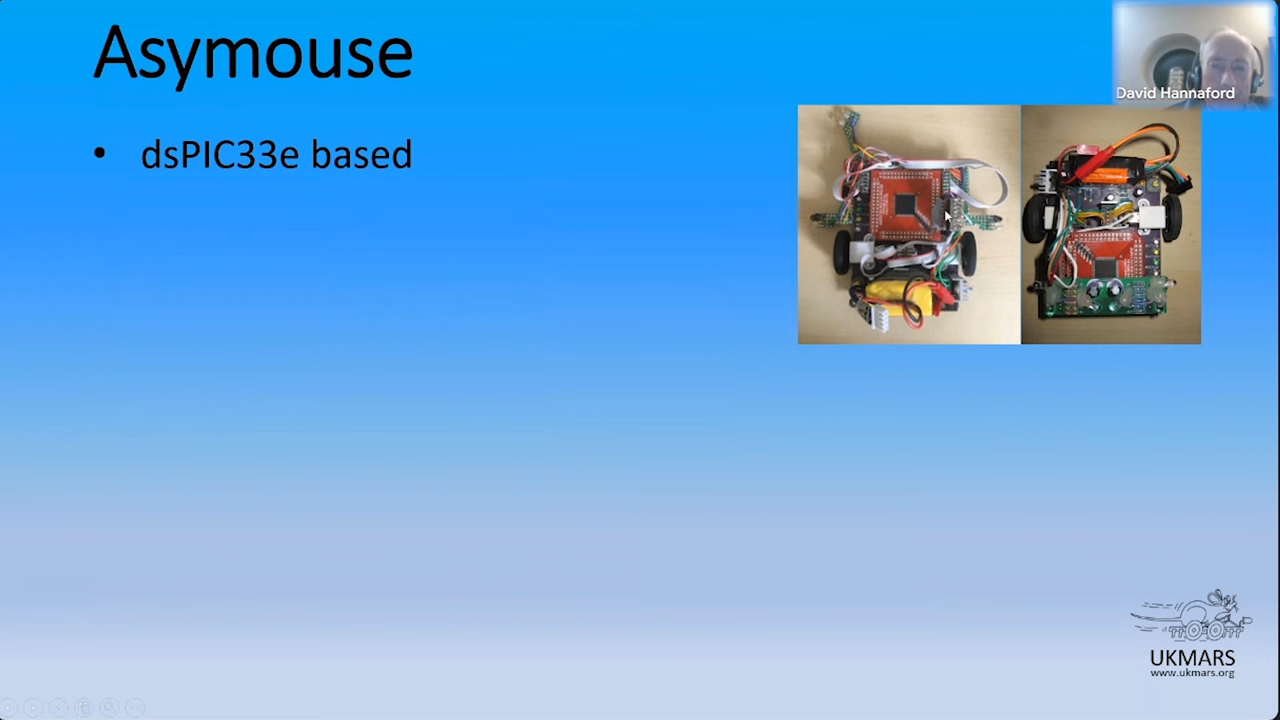 Asymouse
David Hannaford
• dsPIC33e based
UKMARS
www.ukmars.org